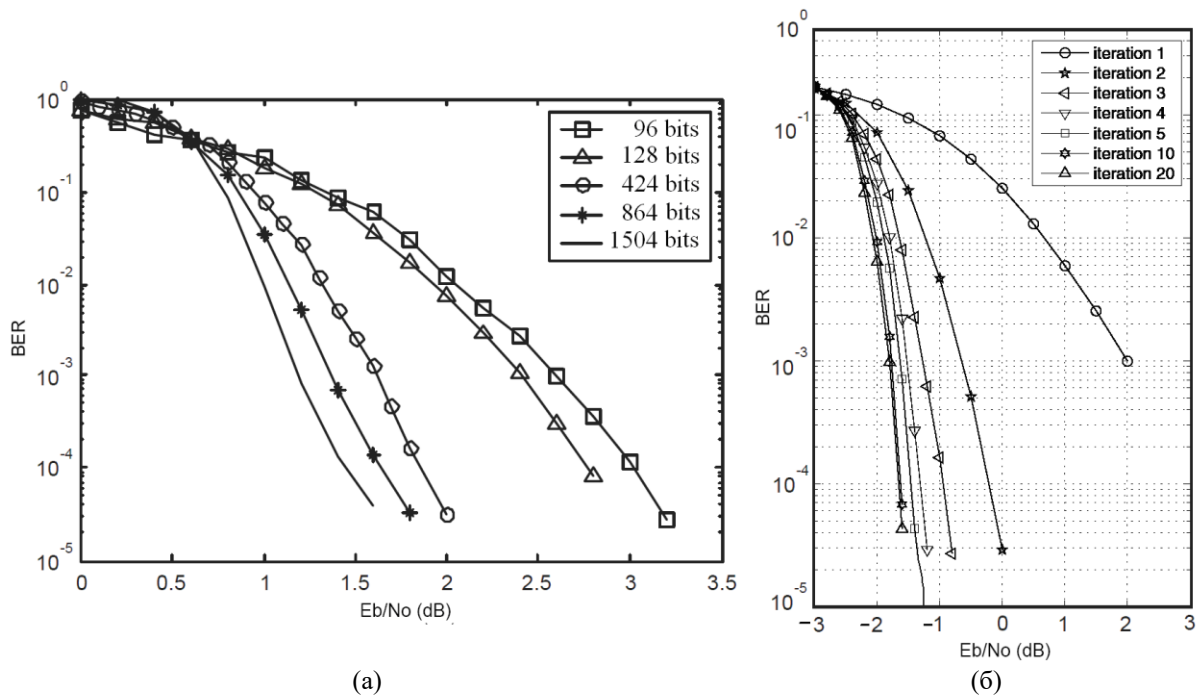 10^0
10^-1
10^-2
10^-3
10^-4
10^-5
BER
0
0.5
1
1.5
2
2.5
3
3.5
Eb/No (dB)
96 bits
128 bits
424 bits
864 bits
1504 bits
(а)
10^0
10^-1
10^-2
10^-3
10^-4
10^-5
BER
−3
−2
−1
0
1
2
3
Eb/No (dB)
iteration 1
iteration 2
iteration 3
iteration 4
iteration 5
iteration 10
iteration 20
(б)